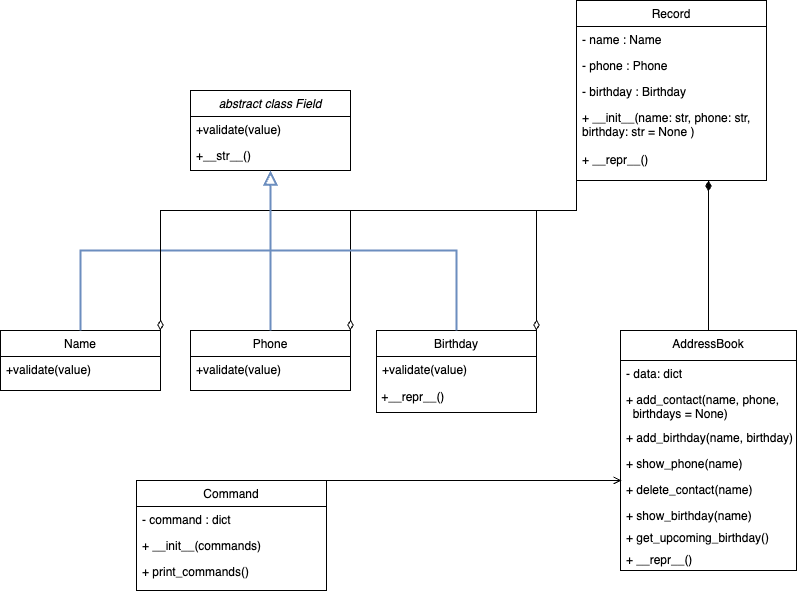 Record
- name : Name
- phone : Phone
- birthday : Birthday
+ __init__(name: str, phone: str,
birthday: str = None )
+ __repr__()
abstract class Field
+validate(value)
+__str__()
Name
+validate(value)
Phone
+validate(value)
Birthday
+validate(value)
+__repr__()
AddressBook
- data: dict
+ add_contact(name, phone,
birthdays = None)
+ add_birthday(name, birthday)
+ show_phone(name)
+ delete_contact(name)
+ show_birthday(name)
+ get_upcoming_birthday()
+ __repr__()
Command
- command : dict
+ __init__(commands)
+ print_commands()